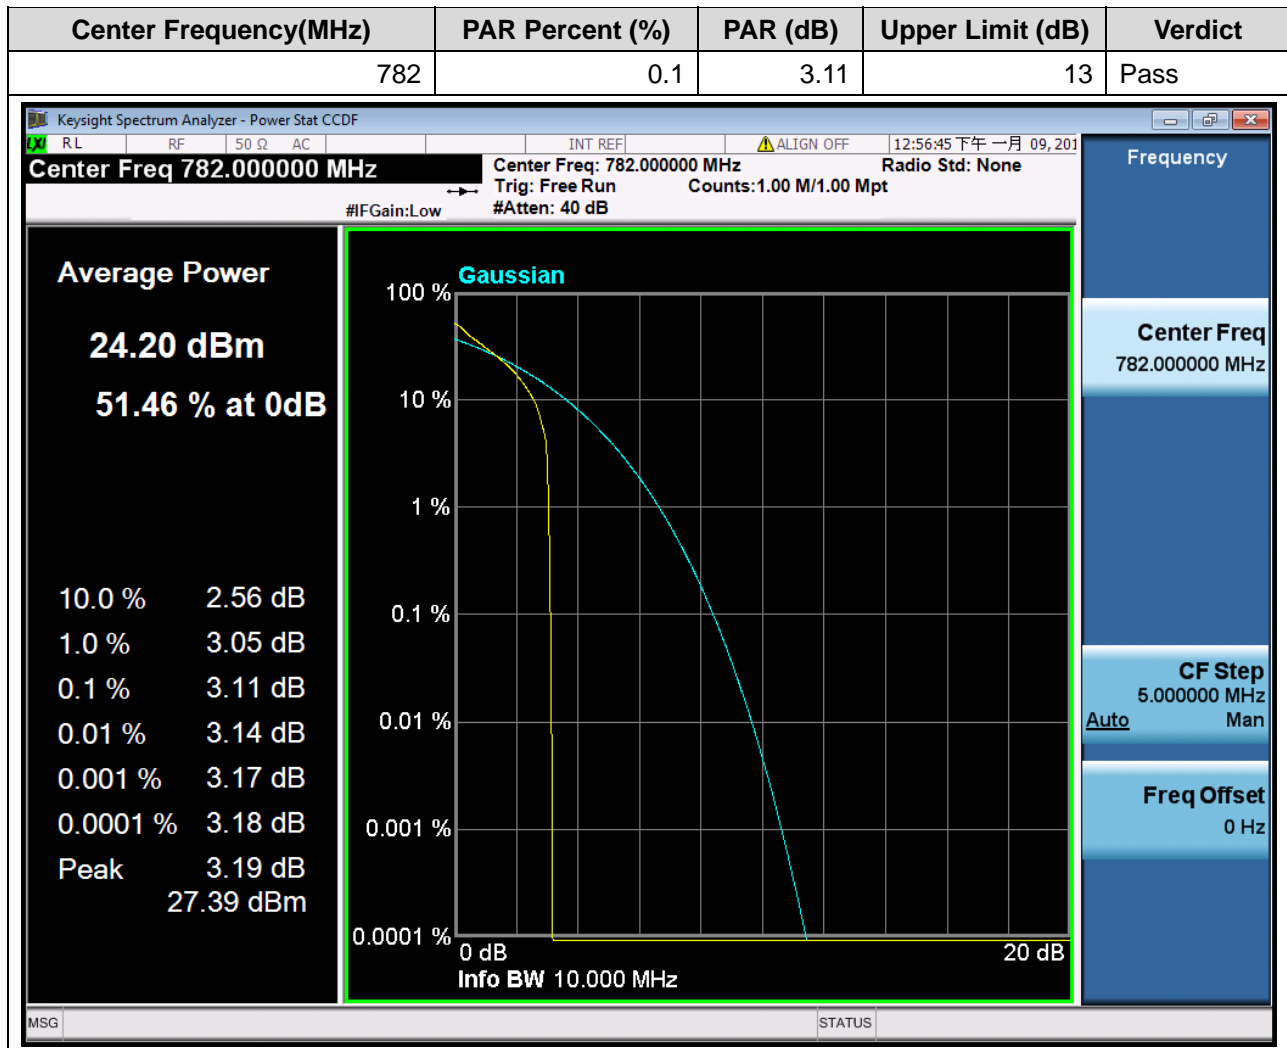 Center Frequency(MHz) PAR Percent (%) PAR (dB) Upper Limit (dB) Verdict
782 0.1 3.11 13 Pass
Keysight Spectrum Analyzer - Power Stat CCDF
LXI RL RF 50 Ω AC INT REF ALIGN OFF 12:56:45 下午 一月 09, 201
Center Freq 782.000000 MHz
Center Freq: 782.000000 MHz Radio Std: None
Trig: Free Run Counts:1.00 M/1.00 Mpt
#IFGain:Low #Atten: 40 dB
Frequency
Average Power
24.20 dBm
51.46 % at 0dB
10.0 % 2.56 dB
1.0 % 3.05 dB
0.1 % 3.11 dB
0.01 % 3.14 dB
0.001 % 3.17 dB
0.0001 % 3.18 dB
Peak 3.19 dB
27.39 dBm
Gaussian
100 %
10 %
1 %
0.1 %
0.01 %
0.001 %
0.0001 %
0 dB 20 dB
Info BW 10.000 MHz
Center Freq
782.000000 MHz
CF Step
5.000000 MHz
Auto Man
Freq Offset
0 Hz
MSG STATUS